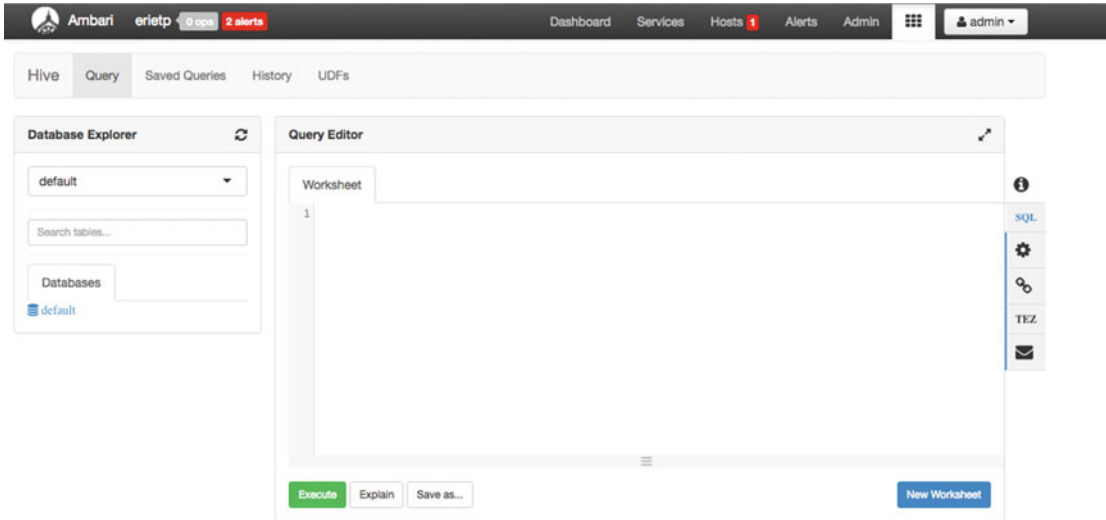 Ambari erietp 0 ops 2 alerts Dashboard Services Hosts 1 Alerts Admin admin
Hive Query Saved Queries History UDFs
Database Explorer
default
Search tables...
Databases
default
Query Editor
Worksheet
1
SQL
TEZ
Execute Explain Save as... New Worksheet